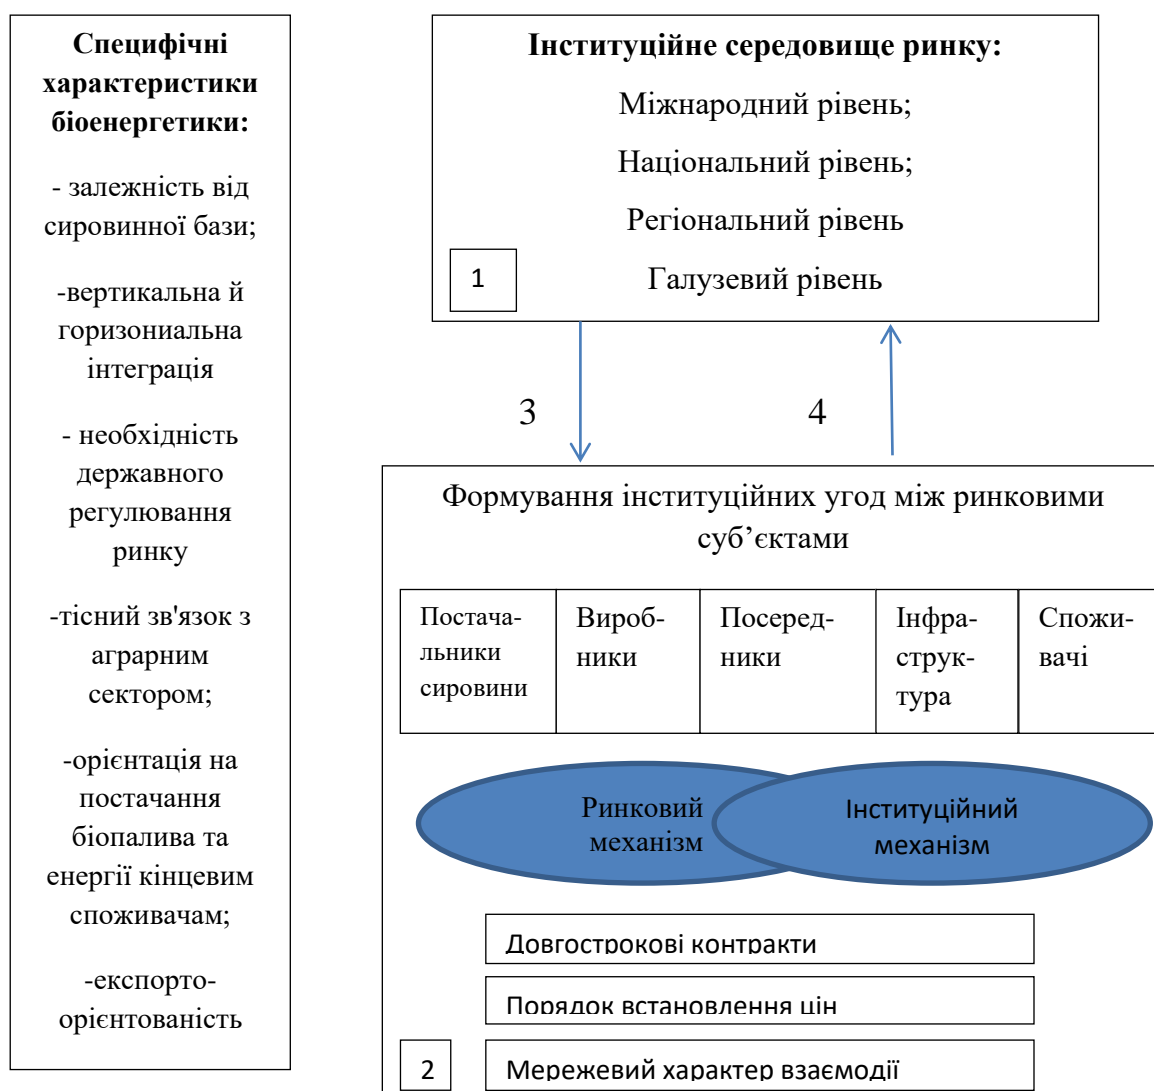 Специфічні
характеристики
біоенергетики:
- залежність від
сировинної бази;
-вертикальна й
горизониальна
інтеграція
- необхідність
державного
регулювання
ринку
-тісний зв'язок з
аграрним
сектором;
-орієнтація на
постачання
біопалива та
енергії кінцевим
споживачам;
-експорто-
орієнтованість
Інституційне середовище ринку:
Міжнародний рівень;
Національний рівень;
Регіональний рівень
Галузевий рівень
1
3
4
Формування інституційних угод між ринковими
суб’єктами
Постача-
льники
сировини
Вироб-
ники
Посеред-
ники
Інфра-
струк-
тура
Спожи-
вачі
Ринковий
механізм
Інституційний
механізм
Довгострокові контракти
Порядок встановлення цін
2
Мережевий характер взаємодії